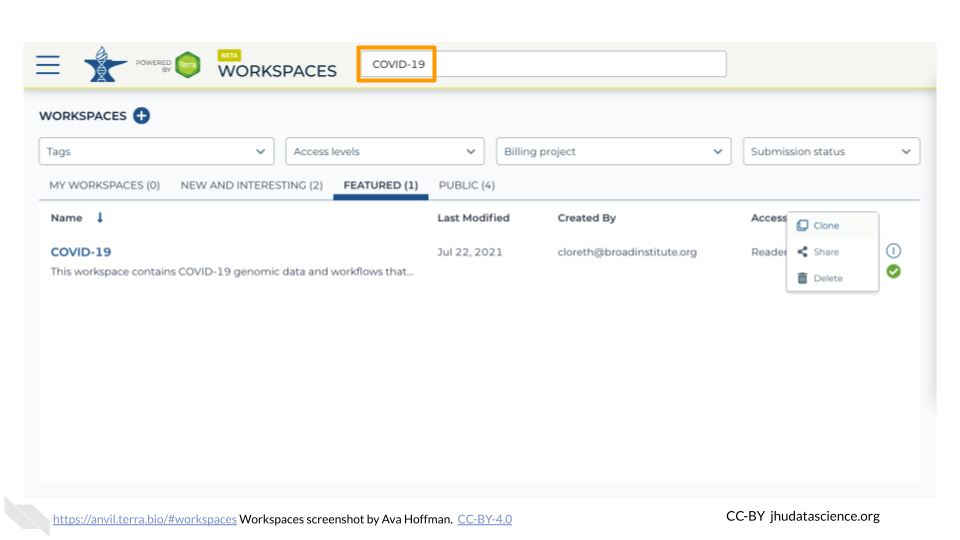 POWERED BY Terra
BETA
WORKSPACES
COVID-19
WORKSPACES
Tags Access levels Billing project Submission status
MY WORKSPACES (0) NEW AND INTERESTING (2) FEATURED (1) PUBLIC (4)
Name Last Modified Created By Access
Clone
COVID-19 Jul 22, 2021 cloreth@broadinstitute.org Reader Share
This workspace contains COVID-19 genomic data and workflows that...
Delete
https://anvil.terra.bio/#workspaces Workspaces screenshot by Ava Hoffman. CC-BY-4.0
CC-BY jhudatascience.org